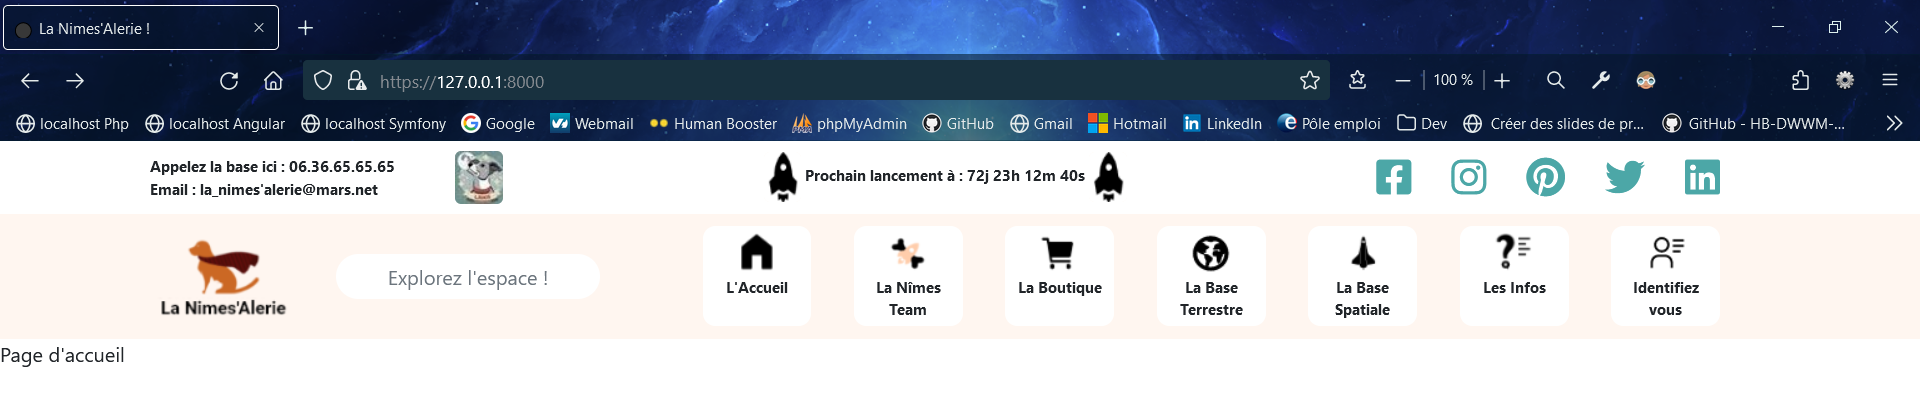 La Nimes'Alerie !
https://127.0.0.1:8000
100 %
localhost Php
localhost Angular
localhost Symfony
Google
Webmail
Human Booster
phpMyAdmin
GitHub
Gmail
Hotmail
LinkedIn
Pôle emploi
Dev
Créer des slides de pr...
GitHub - HB-DWWM-...
Appelez la base ici : 06.36.65.65.65
Email : la_nimes'alerie@mars.net
Prochain lancement à : 72j 23h 12m 40s
La Nimes'Alerie
Explorez l'espace !
L'Accueil
La Nîmes
Team
La Boutique
La Base
Terrestre
La Base
Spatiale
Les Infos
Identifiez
vous
Page d'accueil